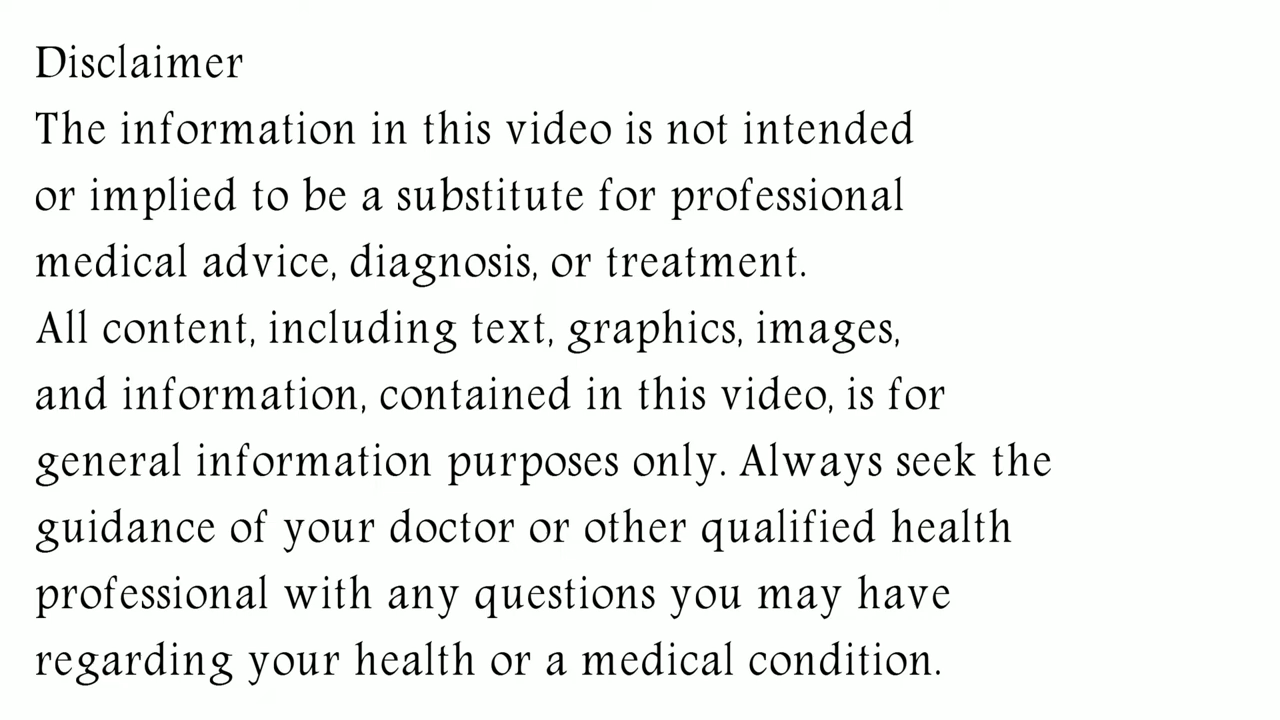 Disclaimer
The information in this video is not intended
or implied to be a substitute for professional
medical advice, diagnosis, or treatment.
All content, including text, graphics, images,
and information, contained in this video, is for
general information purposes only. Always seek the
guidance of your doctor or other qualified health
professional with any questions you may have
regarding your health or a medical condition.